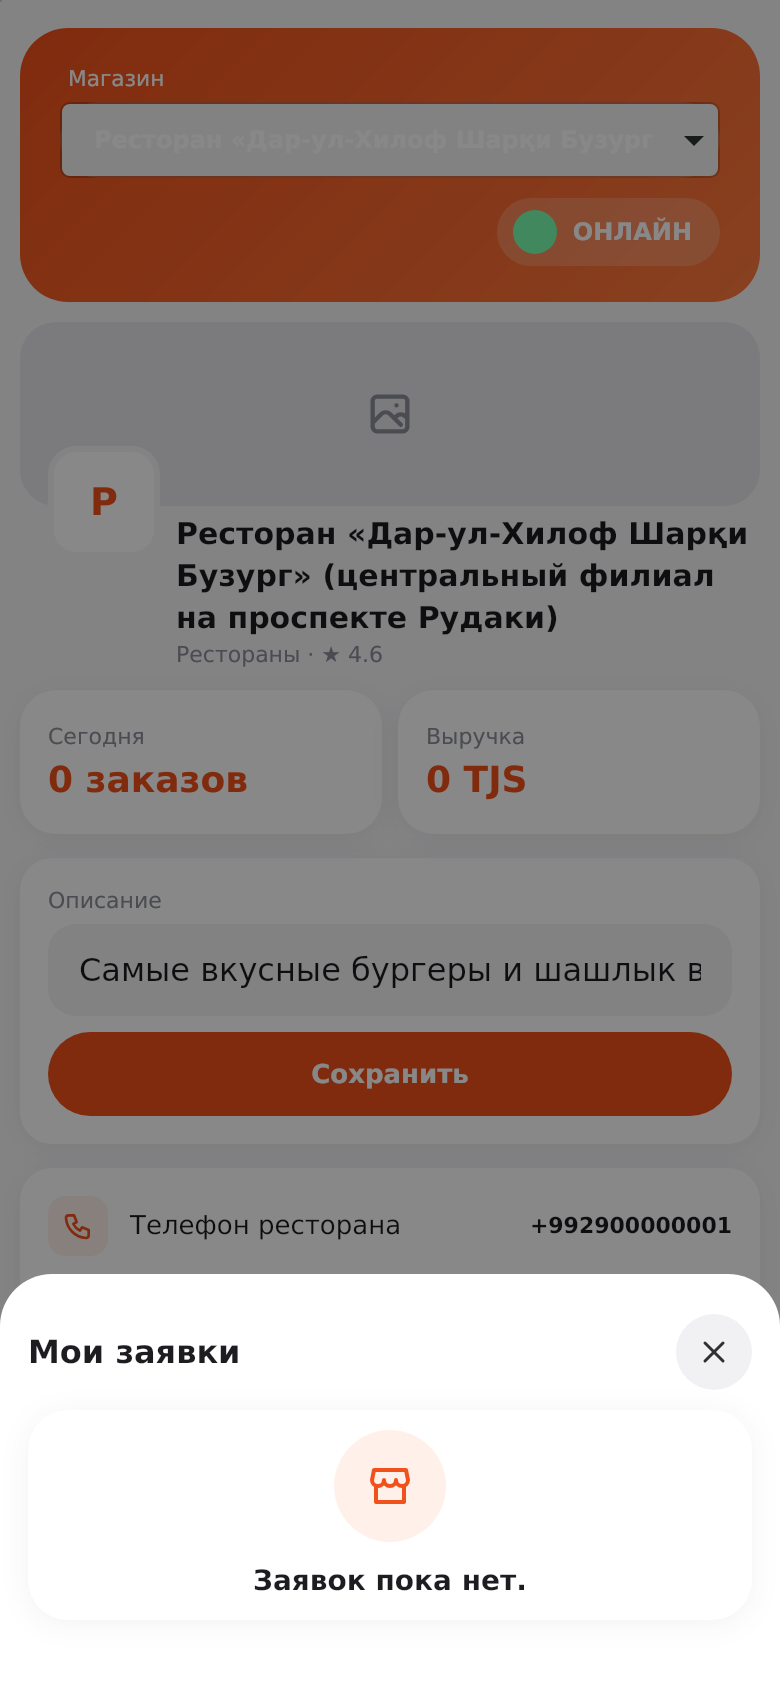 Магазин
Ресторан «Дар-ул-Хилоф Шарқи Бузург
ОНЛАЙН
Р
Ресторан «Дар-ул-Хилоф Шарқи
Бузург» (центральный филиал
на проспекте Рудаки)
Рестораны · ★ 4.6
Сегодня
0 заказов
Выручка
0 TJS
Описание
Самые вкусные бургеры и шашлык в
Сохранить
Телефон ресторана
+992900000001
Мои заявки
Заявок пока нет.